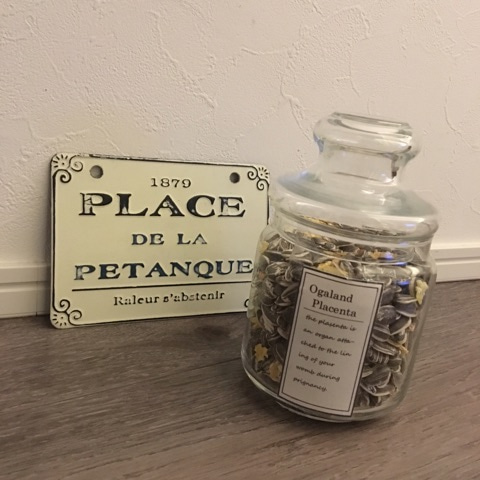 1879
PLACE
DE LA
PETANQUE
Raleur s'abstenir
Ogaland
Placenta
the placenta is
an organ atta-
ched to the lin
ing of your
womb during
prignancy.